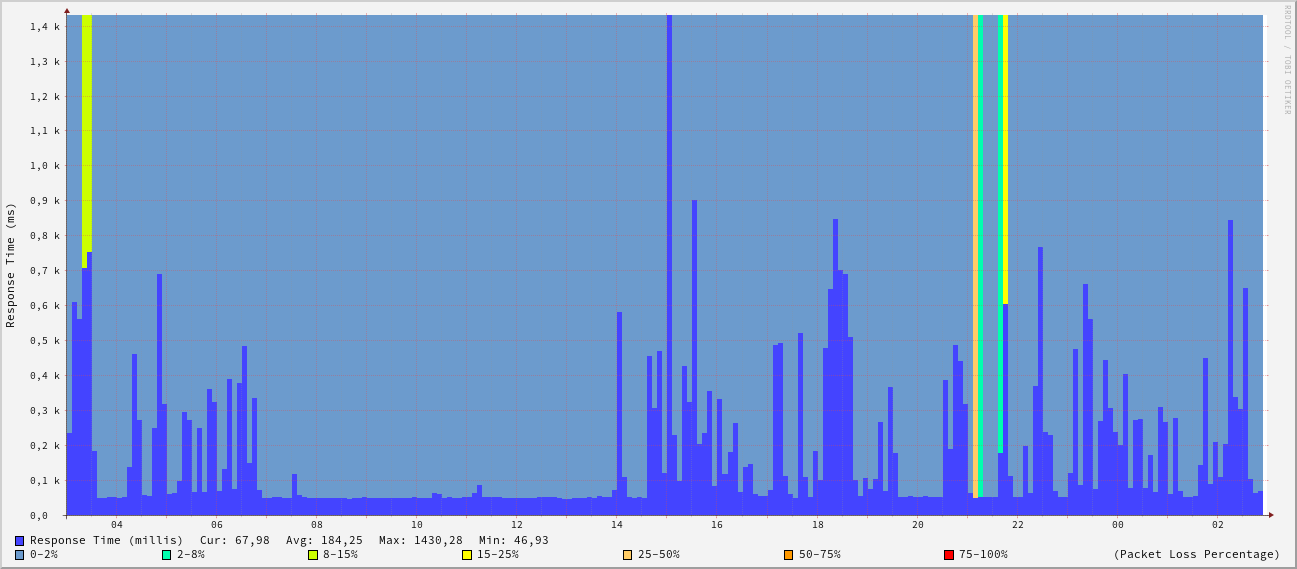 RRDTOOL / TOBI OETIKER
Response Time (ms)
1,4 k
1,3 k
1,2 k
1,1 k
1,0 k
0,9 k
0,8 k
0,7 k
0,6 k
0,5 k
0,4 k
0,3 k
0,2 k
0,1 k
0,0
04 06 08 10 12 14 16 18 20 22 00 02
Response Time (millis) Cur: 67,98 Avg: 184,25 Max: 1430,28 Min: 46,93
0-2% 2-8% 8-15% 15-25% 25-50% 50-75% 75-100% (Packet Loss Percentage)